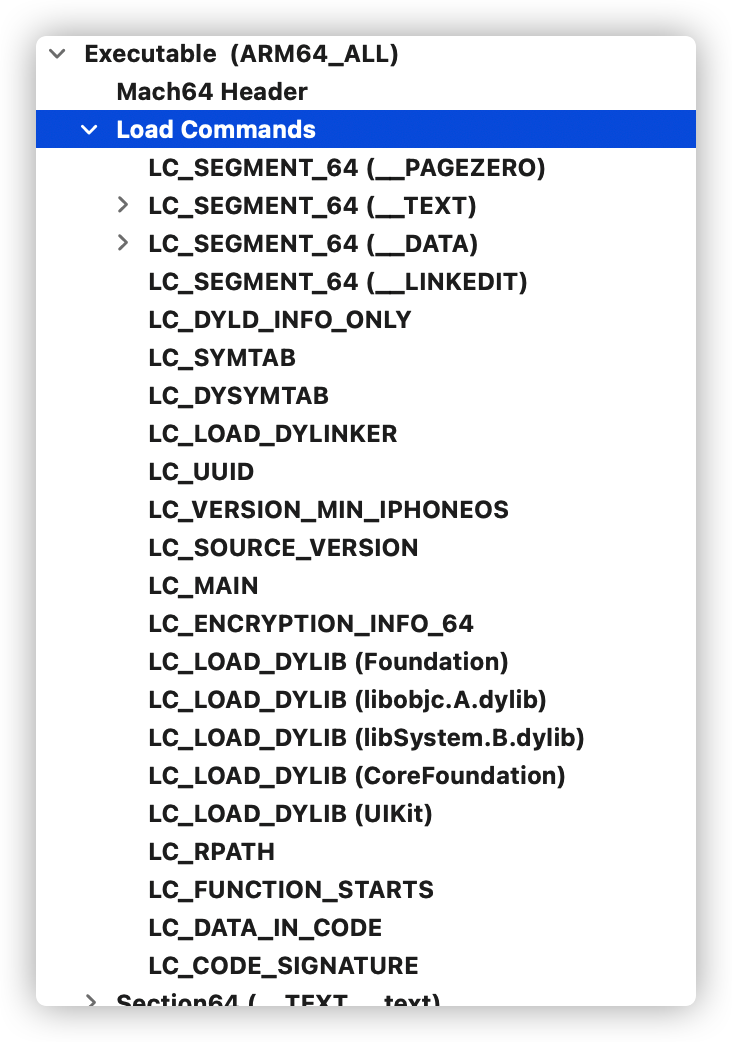 Executable (ARM64_ALL)
Mach64 Header
Load Commands
LC_SEGMENT_64 (__PAGEZERO)
LC_SEGMENT_64 (__TEXT)
LC_SEGMENT_64 (__DATA)
LC_SEGMENT_64 (__LINKEDIT)
LC_DYLD_INFO_ONLY
LC_SYMTAB
LC_DYSYMTAB
LC_LOAD_DYLINKER
LC_UUID
LC_VERSION_MIN_IPHONEOS
LC_SOURCE_VERSION
LC_MAIN
LC_ENCRYPTION_INFO_64
LC_LOAD_DYLIB (Foundation)
LC_LOAD_DYLIB (libobjc.A.dylib)
LC_LOAD_DYLIB (libSystem.B.dylib)
LC_LOAD_DYLIB (CoreFoundation)
LC_LOAD_DYLIB (UIKit)
LC_RPATH
LC_FUNCTION_STARTS
LC_DATA_IN_CODE
LC_CODE_SIGNATURE
Section64 (__TEXT,__text)